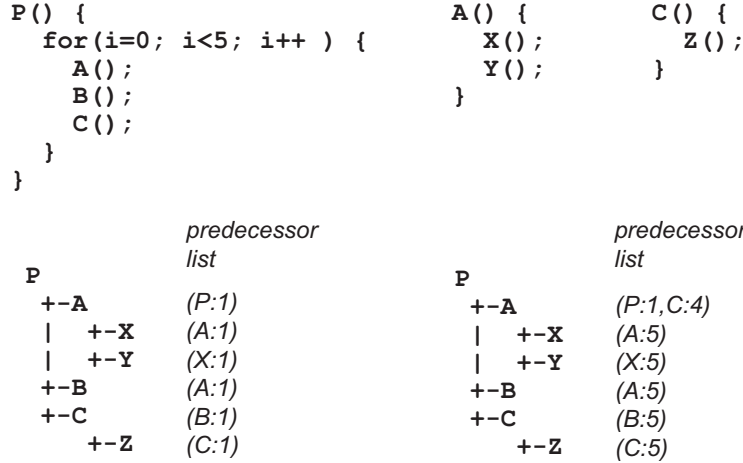 P() {
  for(i=0; i<5; i++ ) {
    A();
    B();
    C();
  }
}
A() {
  X();
  Y();
}
C() {
  Z();
}
predecessor
list
P
+-A (P:1)
| +-X (A:1)
| +-Y (X:1)
+-B (A:1)
+-C (B:1)
+-Z (C:1)
predecessor
list
P
+-A (P:1,C:4)
| +-X (A:5)
| +-Y (X:5)
+-B (A:5)
+-C (B:5)
+-Z (C:5)